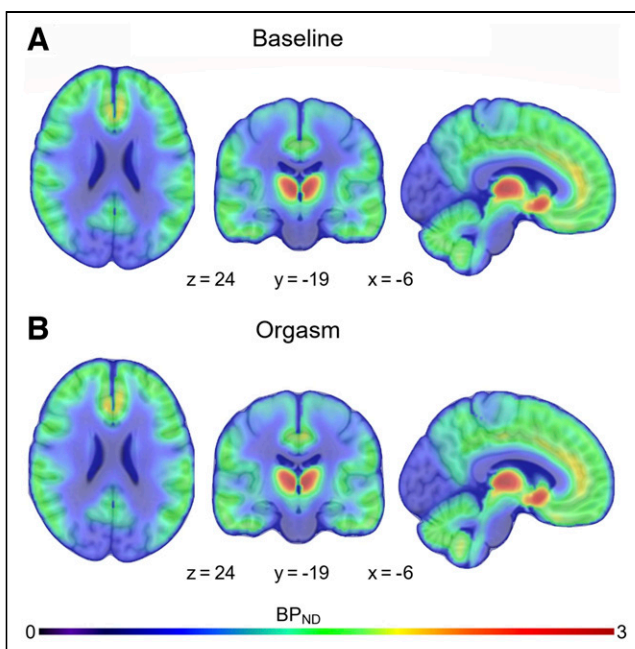 A
Baseline
z = 24 y = -19 x = -6
B
Orgasm
z = 24 y = -19 x = -6
BPND
0 3